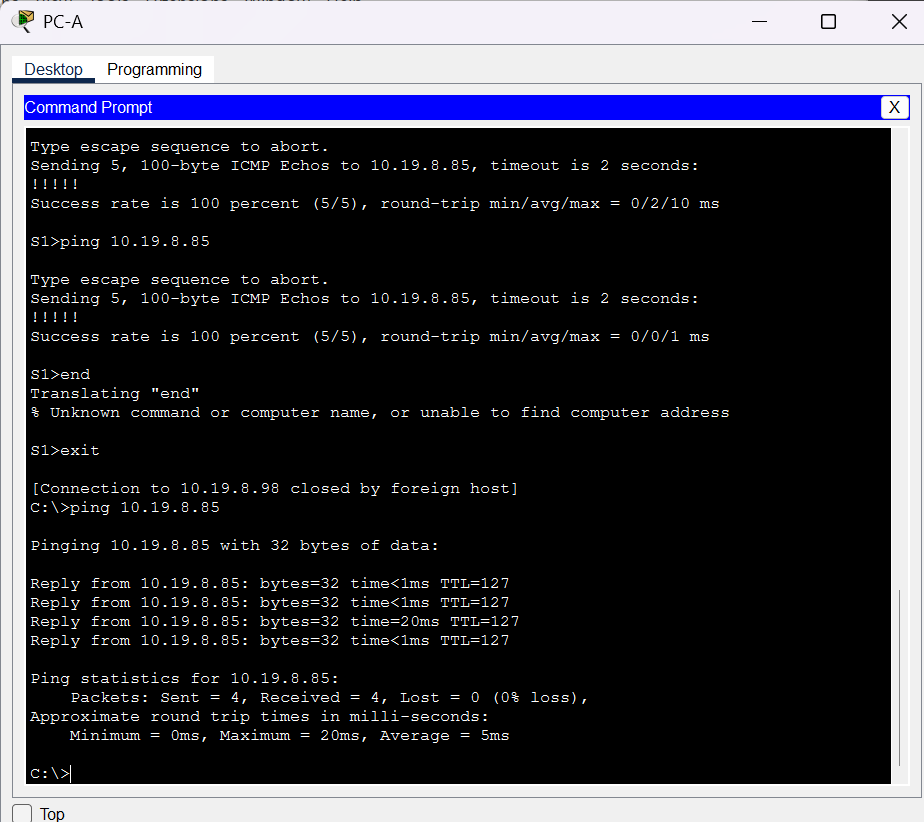 PC-A
Desktop Programming
Command Prompt X
Type escape sequence to abort.
Sending 5, 100-byte ICMP Echos to 10.19.8.85, timeout is 2 seconds:
!!!!!
Success rate is 100 percent (5/5), round-trip min/avg/max = 0/2/10 ms
S1>ping 10.19.8.85
Type escape sequence to abort.
Sending 5, 100-byte ICMP Echos to 10.19.8.85, timeout is 2 seconds:
!!!!!
Success rate is 100 percent (5/5), round-trip min/avg/max = 0/0/1 ms
S1>end
Translating "end"
% Unknown command or computer name, or unable to find computer address
S1>exit
[Connection to 10.19.8.98 closed by foreign host]
C:\>ping 10.19.8.85
Pinging 10.19.8.85 with 32 bytes of data:
Reply from 10.19.8.85: bytes=32 time<1ms TTL=127
Reply from 10.19.8.85: bytes=32 time<1ms TTL=127
Reply from 10.19.8.85: bytes=32 time=20ms TTL=127
Reply from 10.19.8.85: bytes=32 time<1ms TTL=127
Ping statistics for 10.19.8.85:
    Packets: Sent = 4, Received = 4, Lost = 0 (0% loss),
Approximate round trip times in milli-seconds:
    Minimum = 0ms, Maximum = 20ms, Average = 5ms
C:\>
Top